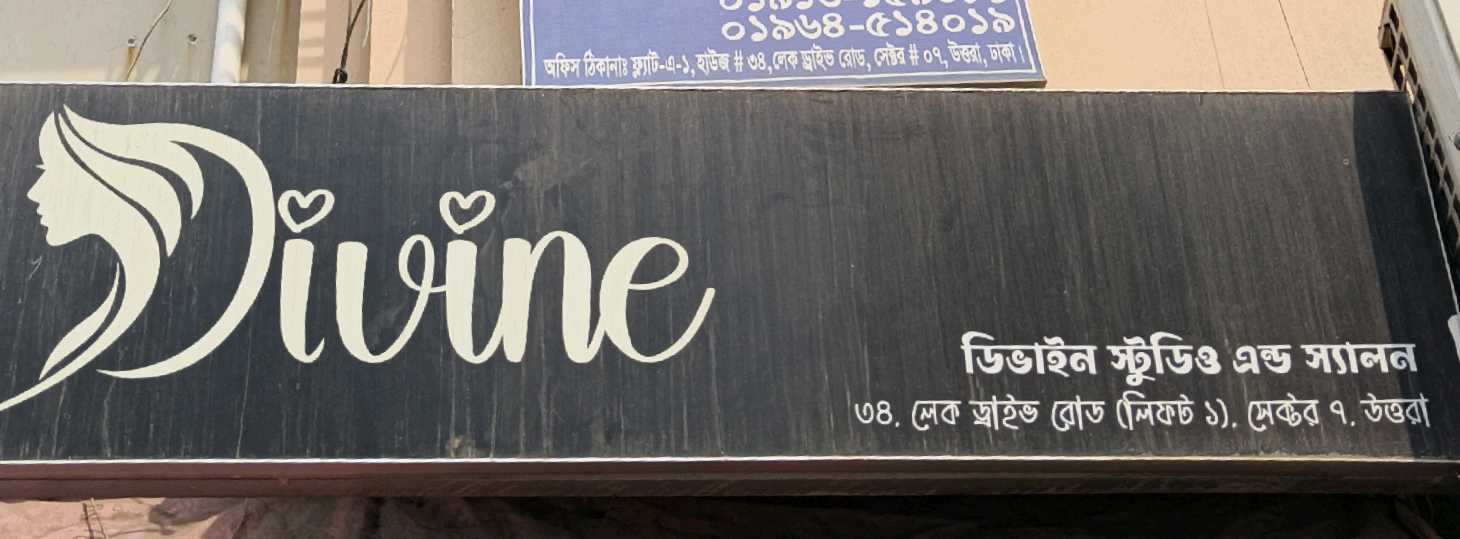 ০১৯৬৪-৫১৪০১৯
অফিস ঠিকানাঃ ফ্ল্যাট-এ-১, হাউজ # ৩৪, লেক ড্রাইভ রোড, সেক্টর # ০৭, উত্তরা, ঢাকা।
Divine
ডিভাইন স্টুডিও এন্ড স্যালন
৩৪, লেক ড্রাইভ রোড (লিফট ১), সেক্টর ৭, উত্তরা